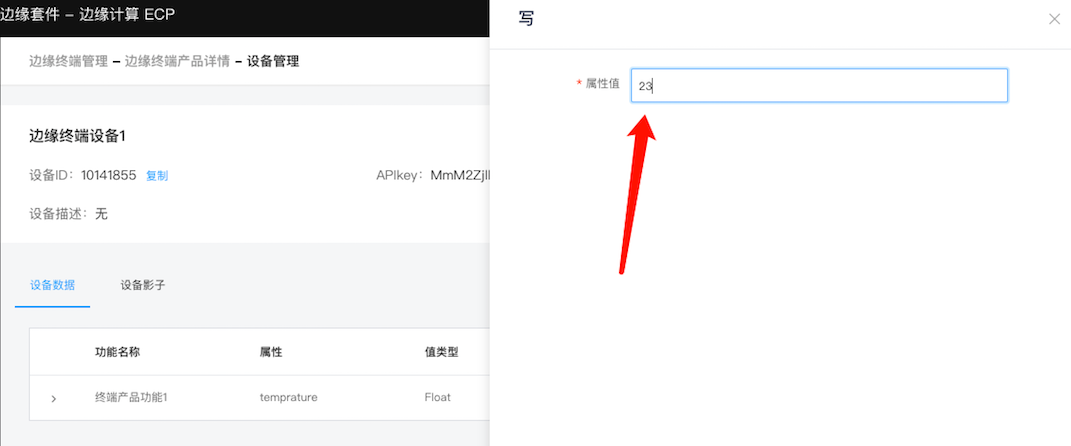 边缘套件 – 边缘计算 ECP
边缘终端管理 – 边缘终端产品详情 – 设备管理
边缘终端设备1
设备ID：10141855 复制 APIkey：MmM2Zjll
设备描述：无
设备数据 设备影子
功能名称 属性 值类型
终端产品功能1 temprature Float
写
* 属性值 23